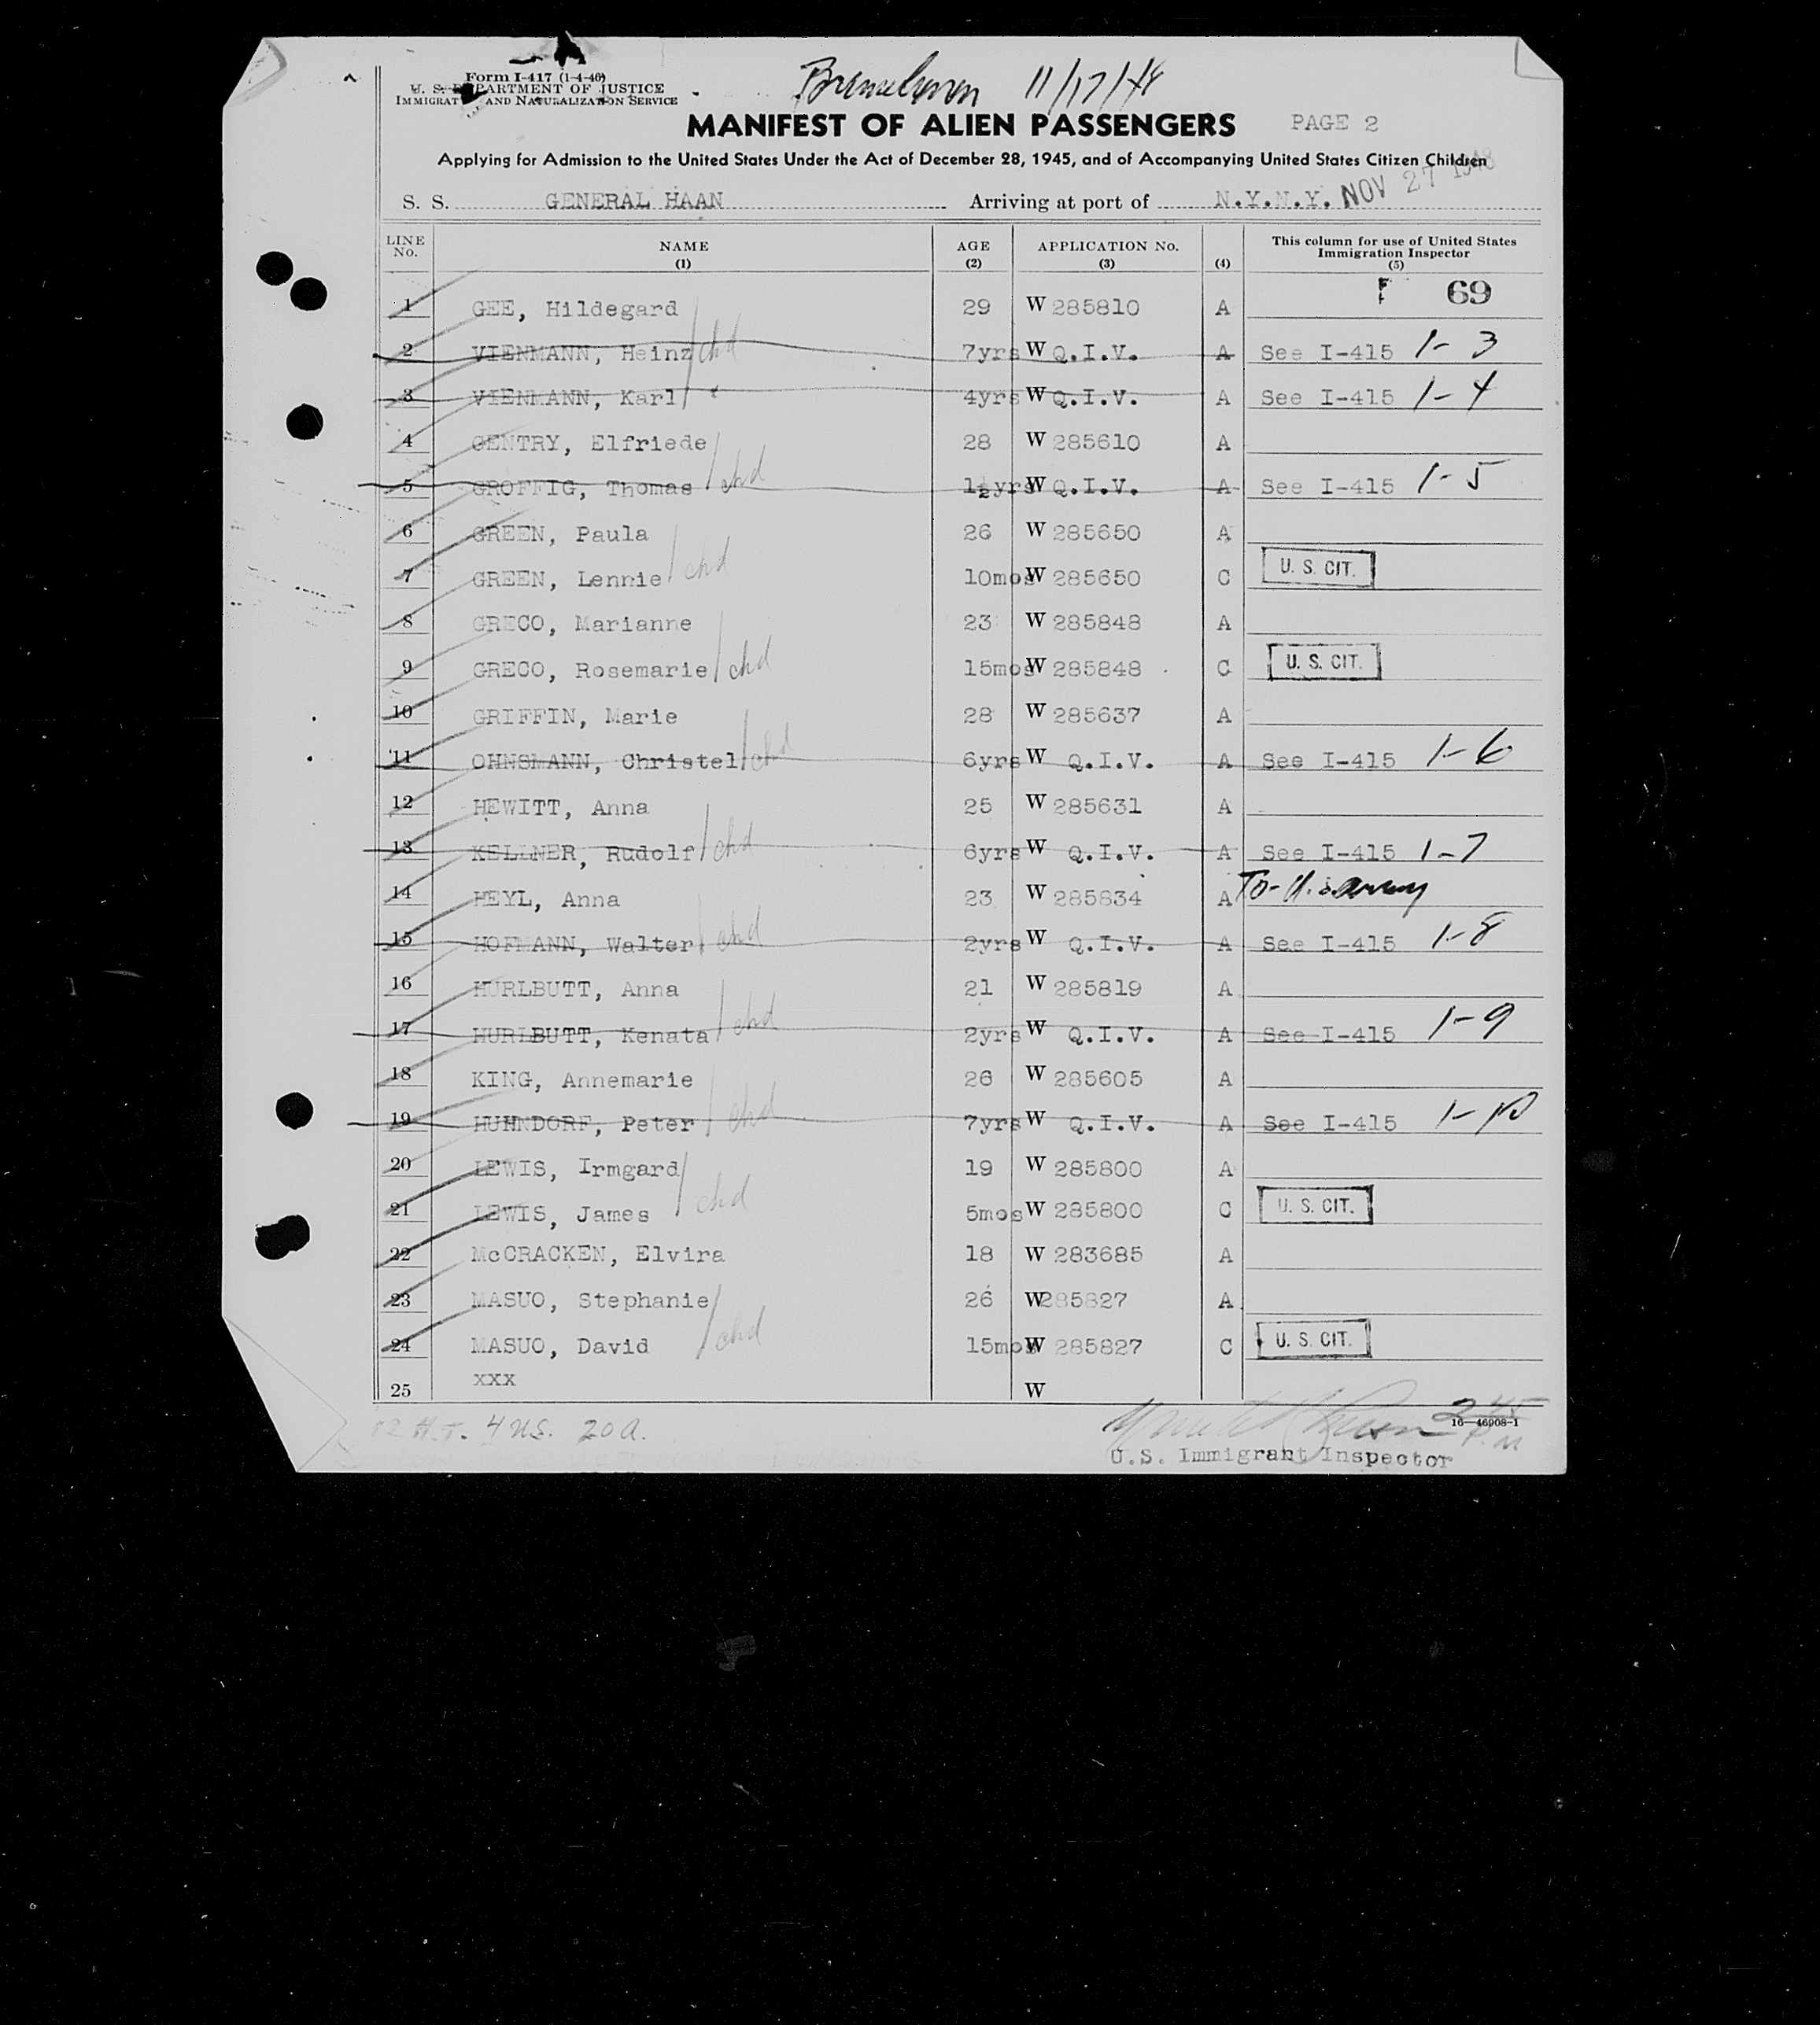 Form I-417 (1-4-46)
U. S. DEPARTMENT OF JUSTICE
IMMIGRATION AND NATURALIZATION SERVICE
Bremerhaven 11/17/48
MANIFEST OF ALIEN PASSENGERS PAGE 2
Applying for Admission to the United States Under the Act of December 28, 1945, and of Accompanying United States Citizen Children
S. S. GENERAL HAAN Arriving at port of N.Y.N.Y. NOV 27 1948
LINE No. NAME (1) AGE (2) APPLICATION No. (3) (4) This column for use of United States Immigration Inspector (5)
69
1 GEE, Hildegard 29 W 285810 A
2 VIENMANN, Heinz chd 7yrs W Q.I.V. A See I-415 1-3
3 VIENMANN, Karl 4yrs W Q.I.V. A See I-415 1-4
4 GENTRY, Elfriede 28 W 285610 A
5 GROFFIG, Thomas chd 1½yrs W Q.I.V. A See I-415 1-5
6 GREEN, Paula 26 W 285650 A
7 GREEN, Lennie chd 10mos W 285650 C U. S. CIT.
8 GRECO, Marianne 23 W 285848 A
9 GRECO, Rosemarie chd 15mos W 285848 C U. S. CIT.
10 GRIFFIN, Marie 28 W 285637 A
11 OHNSMANN, Christel chd 6yrs W Q.I.V. A See I-415 1-6
12 HEWITT, Anna 25 W 285631 A
13 KELLNER, Rudolf chd 6yrs W Q.I.V. A See I-415 1-7
14 HEYL, Anna 23 W 285834 A To
15 HOFMANN, Walter chd 2yrs W Q.I.V. A See I-415 1-8
16 HURLBUTT, Anna 21 W 285819 A
17 HURLBUTT, Renata chd 2yrs W Q.I.V. A See I-415 1-9
18 KING, Annemarie 26 W 285605 A
19 HUHNDORF, Peter chd 7yrs W Q.I.V. A See I-415 1-10
20 LEWIS, Irmgard 19 W 285800 A
21 LEWIS, James chd 5mos W 285800 C U. S. CIT.
22 McCRACKEN, Elvira 18 W 283685 A
23 MASUO, Stephanie 26 W 285827 A
24 MASUO, David chd 15mos W 285827 C U. S. CIT.
25 xxx W
4 US. 20 A.
16—46908-1
U.S. Immigrant Inspector